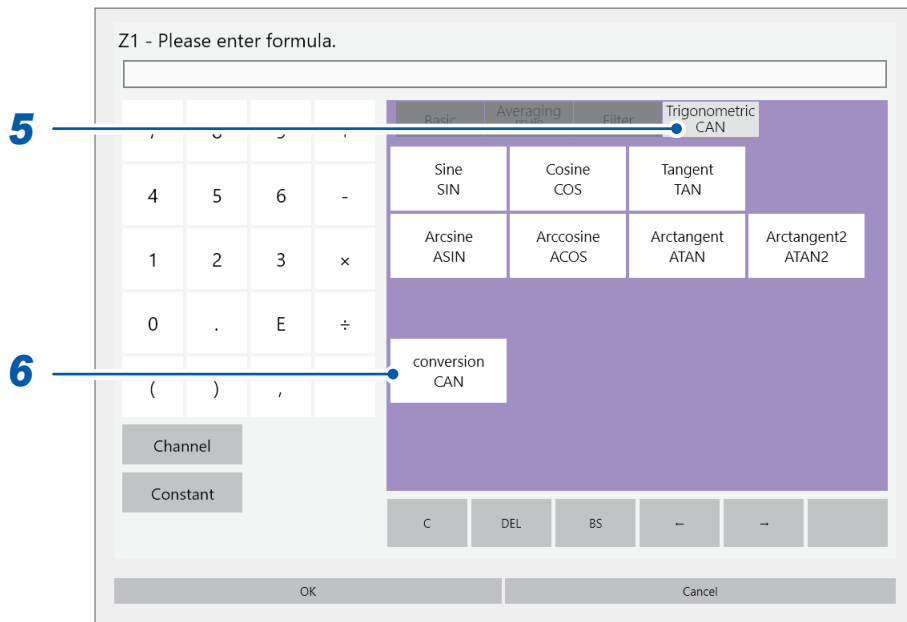 Z1 - Please enter formula.
5
Basic
Averaging
Filter
Trigonometric
CAN
4 5 6 -
1 2 3 ×
0 . E ÷
( ) ,
Sine
SIN
Cosine
COS
Tangent
TAN
Arcsine
ASIN
Arccosine
ACOS
Arctangent
ATAN
Arctangent2
ATAN2
6
conversion
CAN
Channel
Constant
C DEL BS ← →
OK Cancel